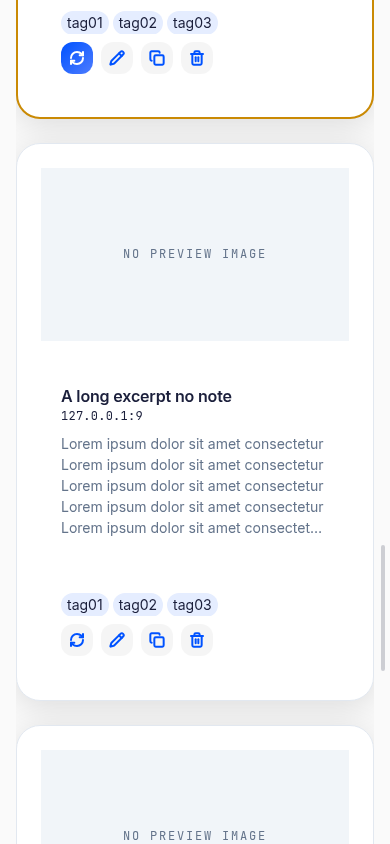 tag01 tag02 tag03
NO PREVIEW IMAGE
A long excerpt no note
127.0.0.1:9
Lorem ipsum dolor sit amet consectetur
Lorem ipsum dolor sit amet consectetur
Lorem ipsum dolor sit amet consectetur
Lorem ipsum dolor sit amet consectetur
Lorem ipsum dolor sit amet consectet...
tag01 tag02 tag03
NO PREVIEW IMAGE